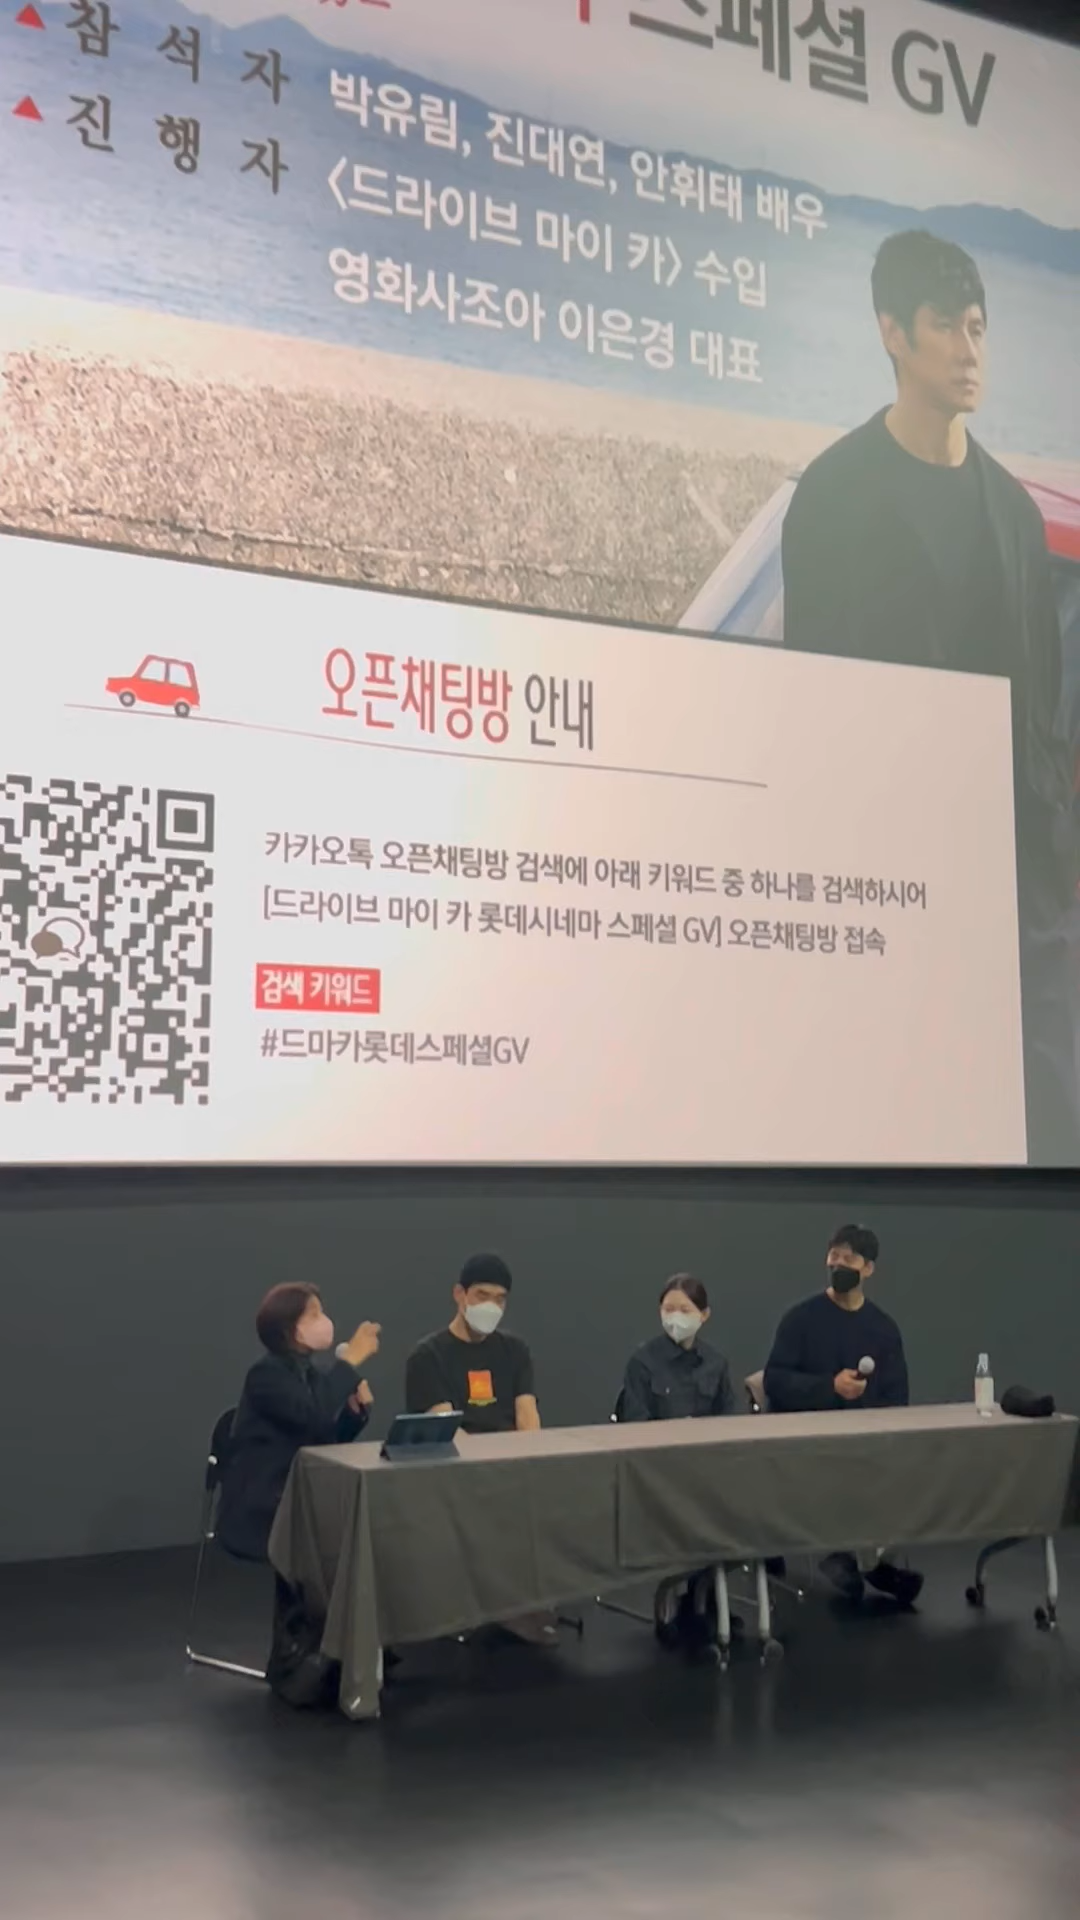 스페셜 GV
▲ 참 석 자 박유림, 진대연, 안휘태 배우
▲ 진 행 자 〈드라이브 마이 카〉 수입
영화사조아 이은경 대표
오픈채팅방 안내
카카오톡 오픈채팅방 검색에 아래 키워드 중 하나를 검색하시어
[드라이브 마이 카 롯데시네마 스페셜 GV] 오픈채팅방 접속
검색 키워드
#드마카롯데스페셜GV